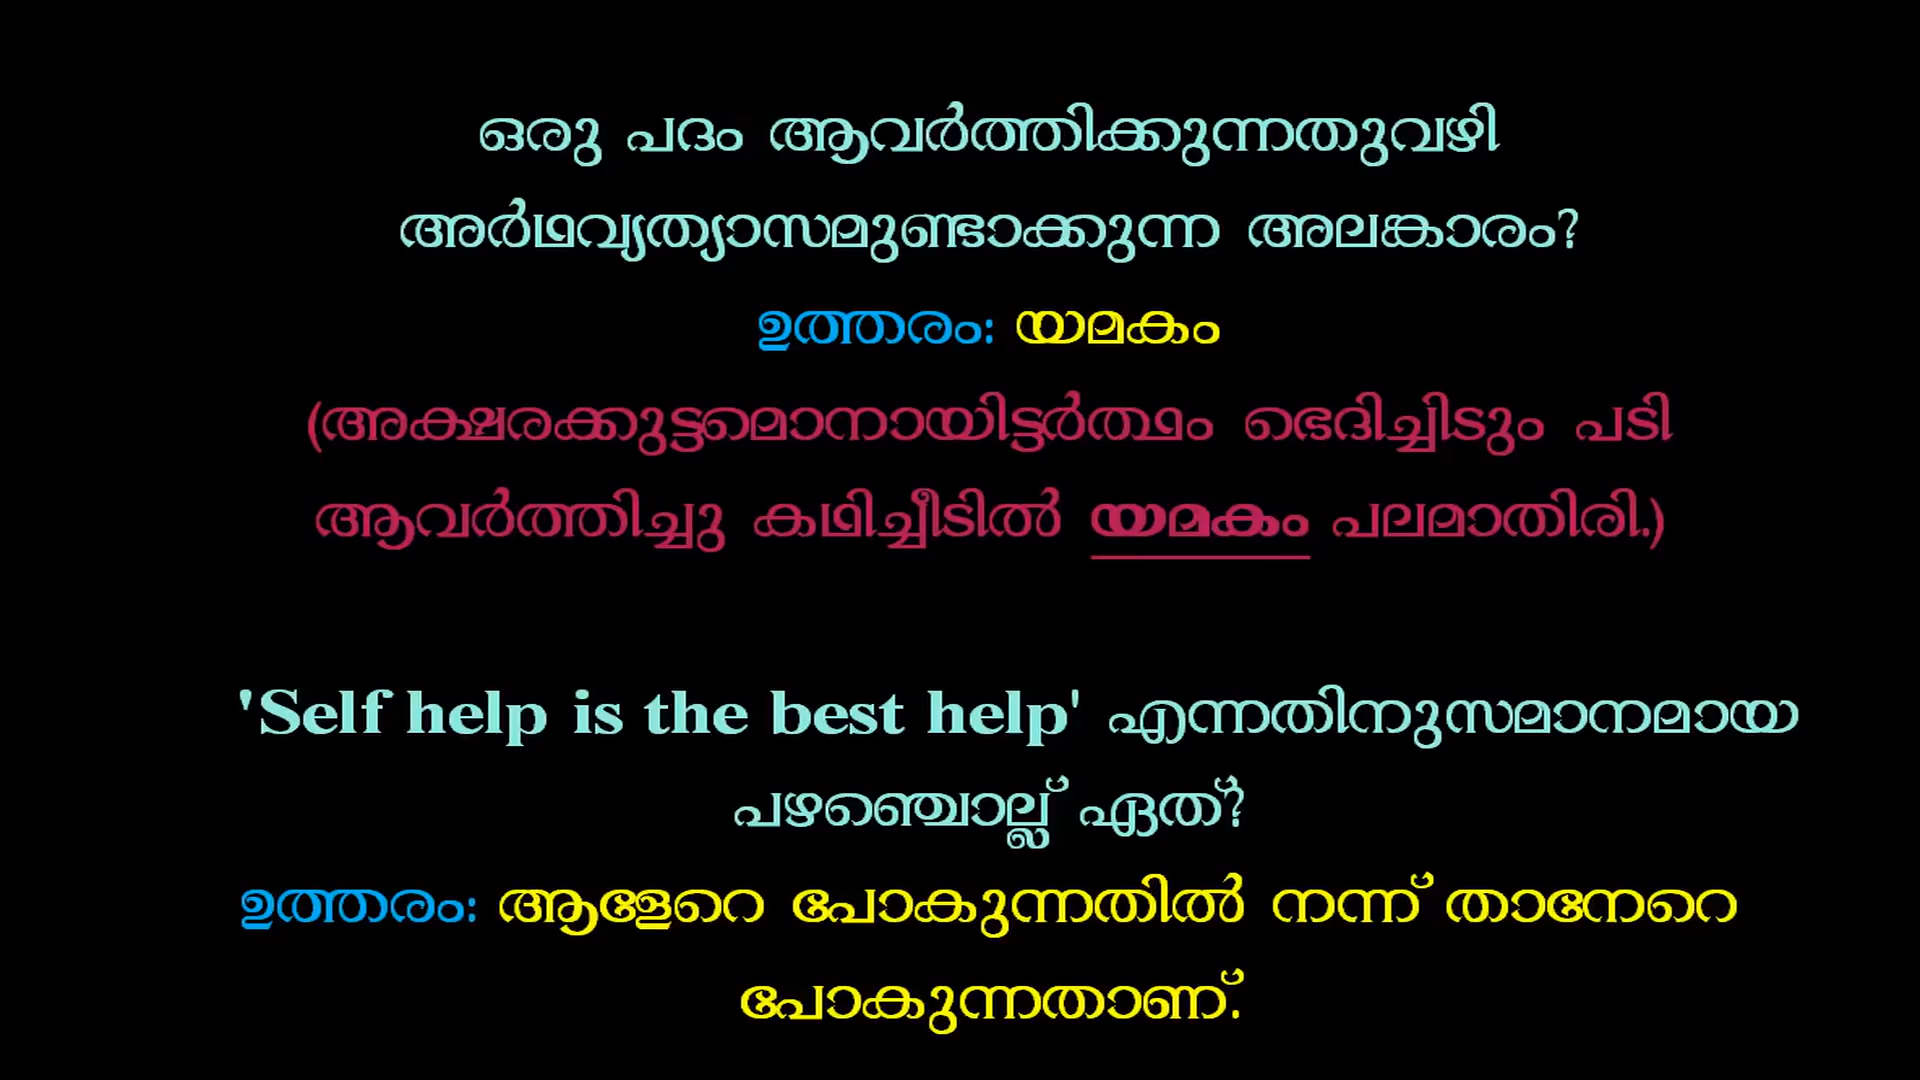 ഒരു പദം ആവർത്തിക്കുന്നതുവഴി
അർഥവ്യത്യാസമുണ്ടാക്കുന്ന അലങ്കാരം?
ഉത്തരം: യമകം
(അക്ഷരക്കുട്ടമൊനായിട്ടർത്ഥം ഭേദിച്ചിടും പടി
ആവർത്തിച്ചു കഥിച്ചീടിൽ യമകം പലമാതിരി.)
'Self help is the best help' എന്നതിനുസമാനമായ
പഴഞ്ചൊല്ല് ഏത്?
ഉത്തരം: ആളേറെ പോകുന്നതിൽ നന്ന് താനേറെ
പോകുന്നതാണ്.